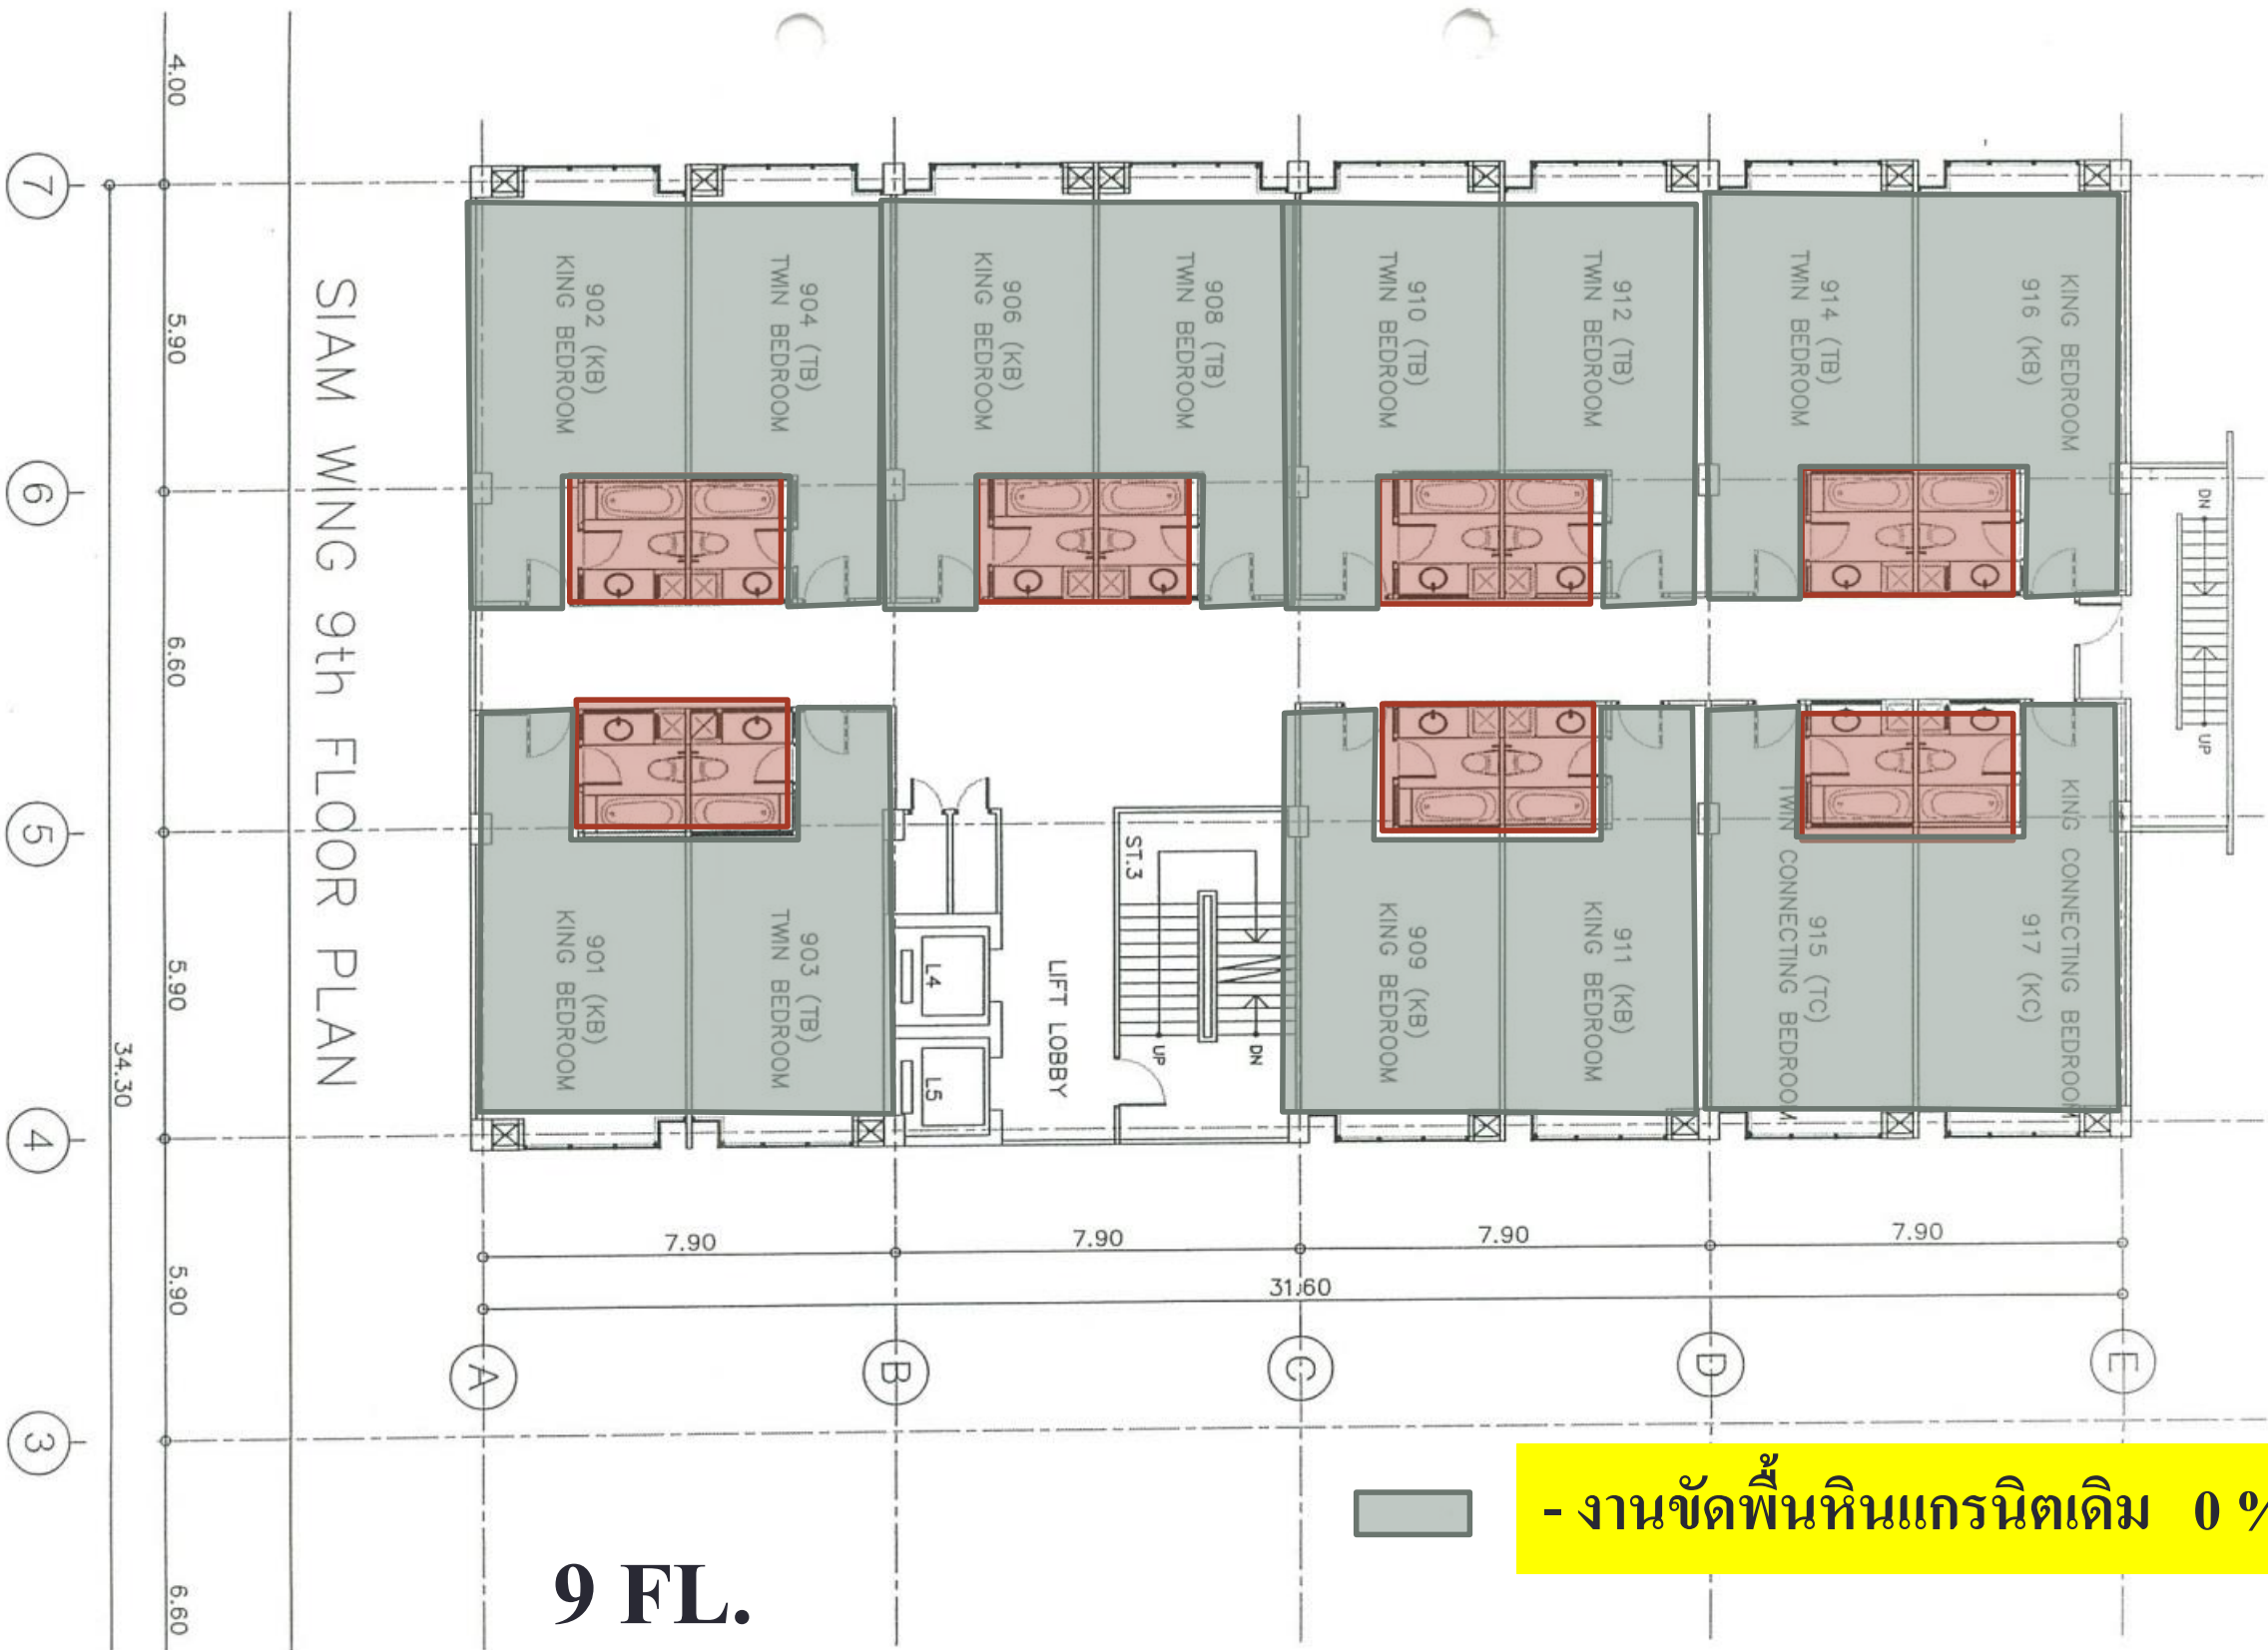 4.00
5.90
6.60
5.90
5.90
6.60
34.30
7
6
5
4
3
SIAM WING 9th FLOOR PLAN
902 (KB)
KING BEDROOM
904 (TB)
TWIN BEDROOM
906 (KB)
KING BEDROOM
908 (TB)
TWIN BEDROOM
910 (TB)
TWIN BEDROOM
912 (TB)
TWIN BEDROOM
914 (TB)
TWIN BEDROOM
KING BEDROOM
916 (KB)
DN
UP
901 (KB)
KING BEDROOM
903 (TB)
TWIN BEDROOM
L4
L5
LIFT LOBBY
ST.3
UP
DN
909 (KB)
KING BEDROOM
911 (KB)
KING BEDROOM
915 (TC)
TWIN CONNECTING BEDROOM
KING CONNECTING BEDROOM
917 (KC)
7.90
7.90
7.90
7.90
31.60
A
B
C
D
E
- งานขัดพื้นหินแกรนิตเดิม 0 %
9 FL.